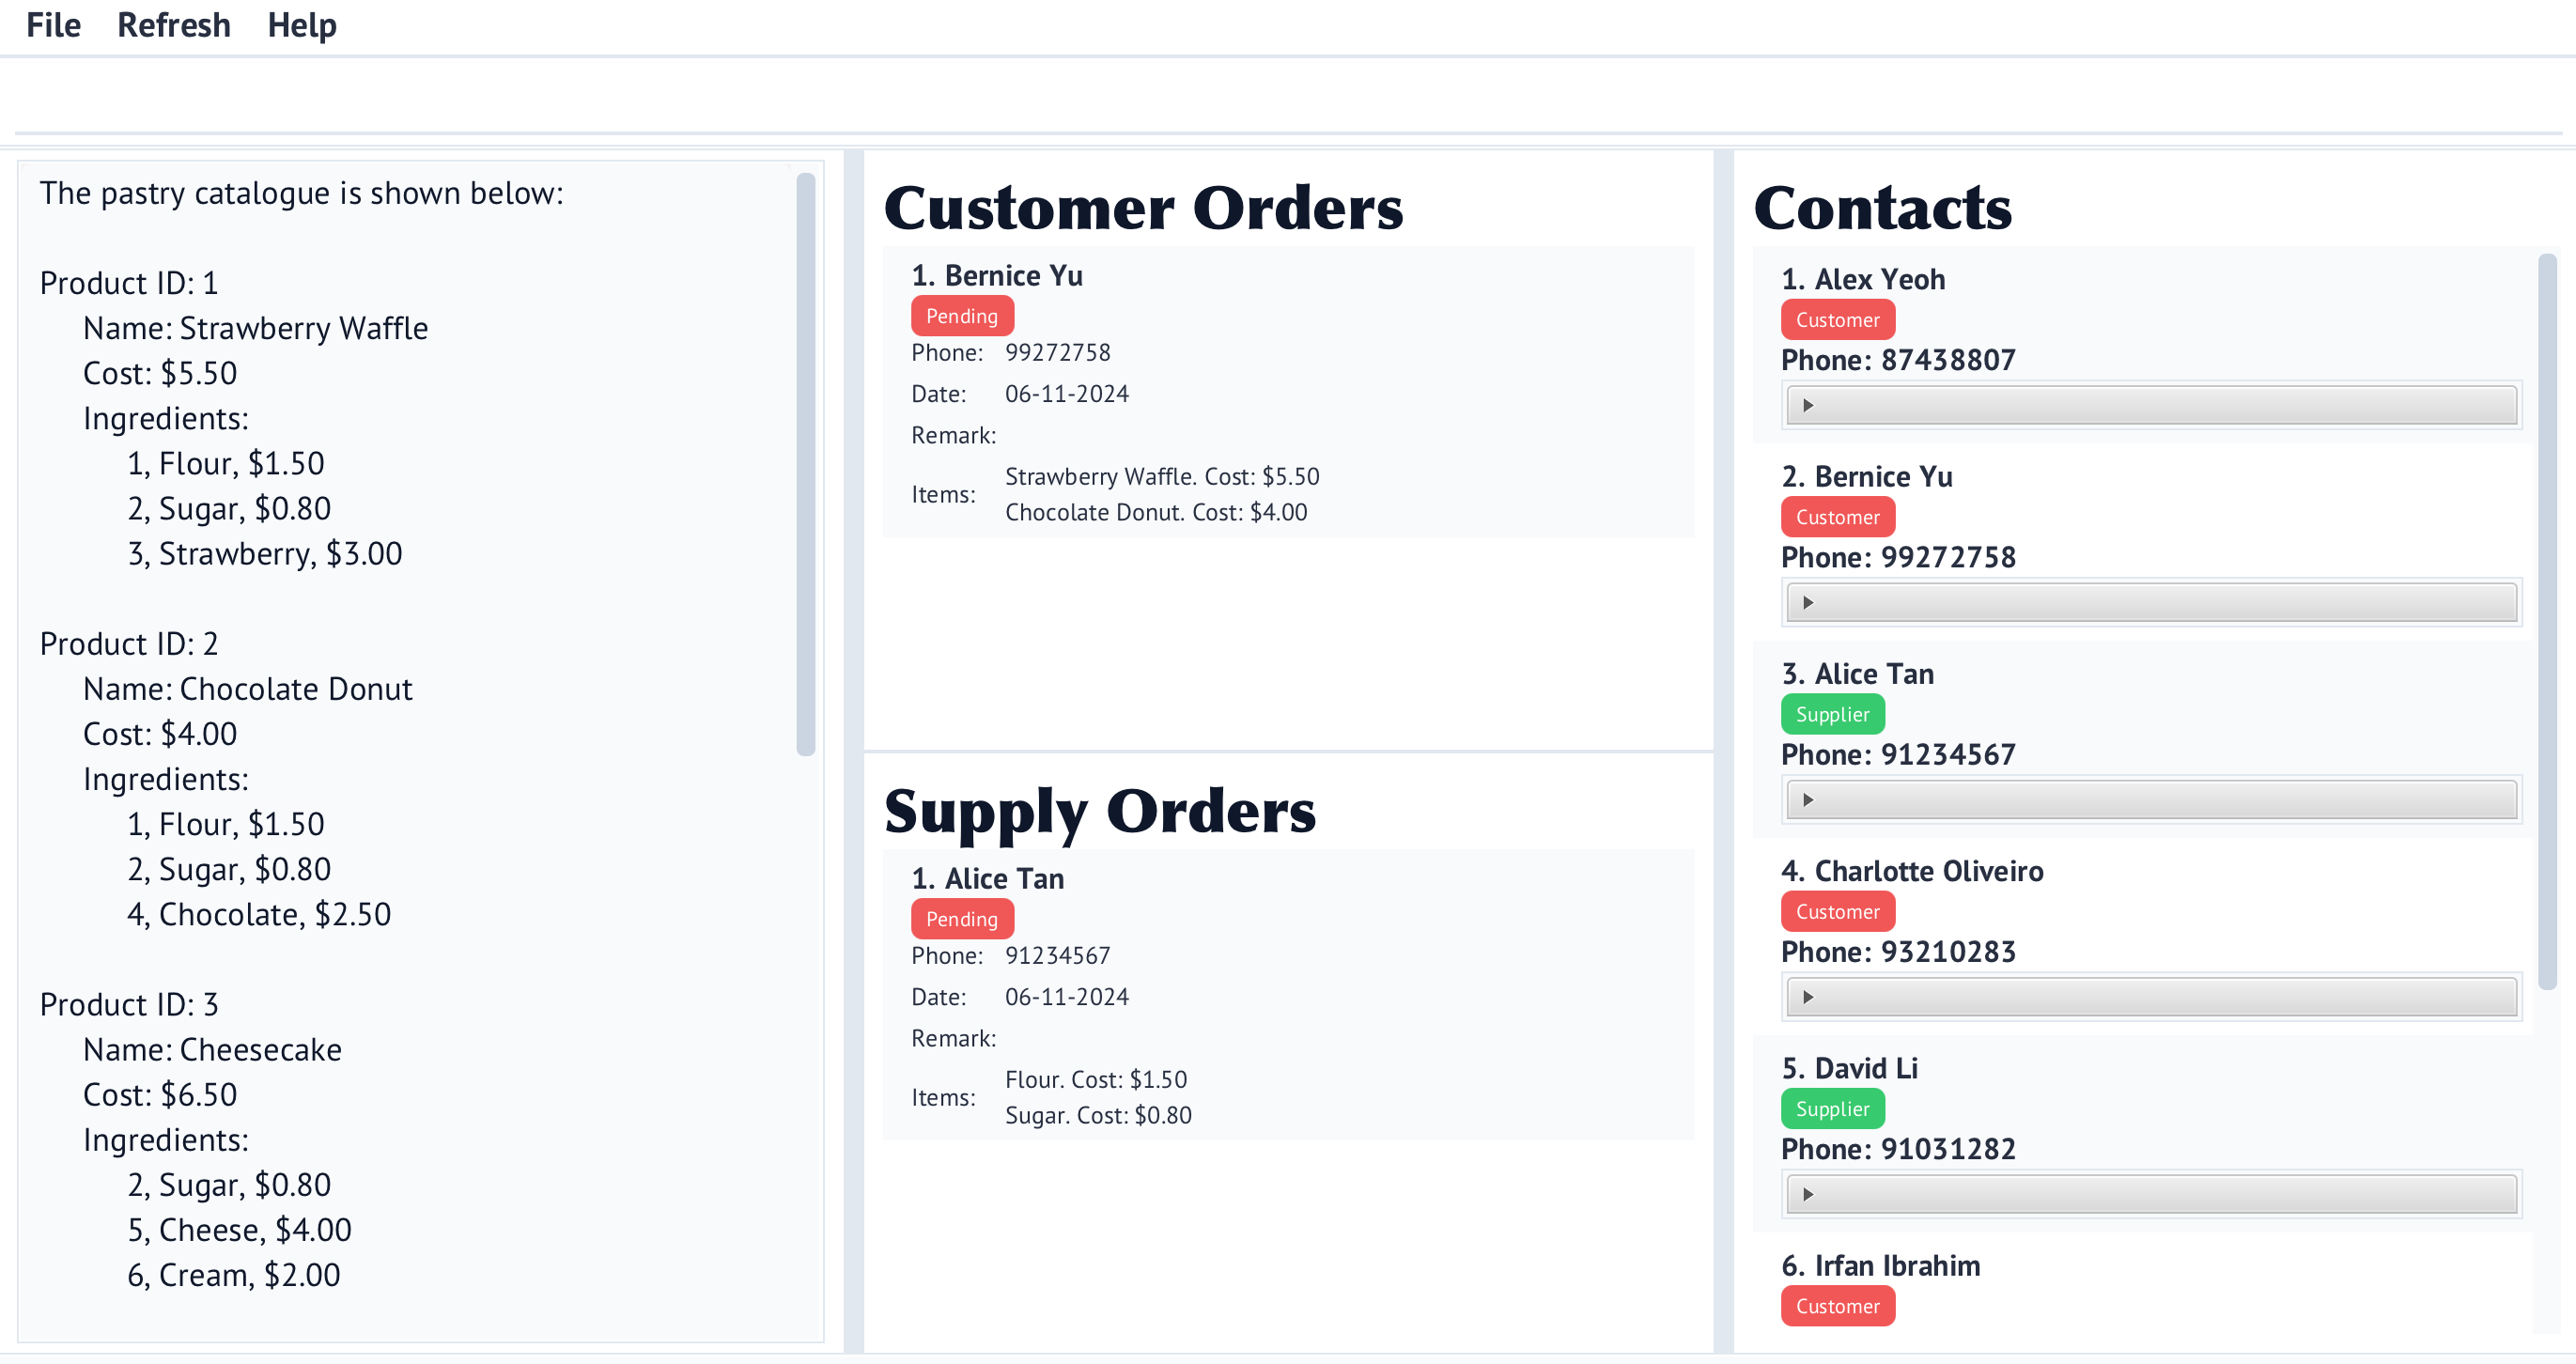 File Refresh Help
The pastry catalogue is shown below:
Product ID: 1
Name: Strawberry Waffle
Cost: $5.50
Ingredients:
1, Flour, $1.50
2, Sugar, $0.80
3, Strawberry, $3.00
Product ID: 2
Name: Chocolate Donut
Cost: $4.00
Ingredients:
1, Flour, $1.50
2, Sugar, $0.80
4, Chocolate, $2.50
Product ID: 3
Name: Cheesecake
Cost: $6.50
Ingredients:
2, Sugar, $0.80
5, Cheese, $4.00
6, Cream, $2.00
Customer Orders
1. Bernice Yu
Pending
Phone: 99272758
Date: 06-11-2024
Remark:
Items:
Strawberry Waffle. Cost: $5.50
Chocolate Donut. Cost: $4.00
Supply Orders
1. Alice Tan
Pending
Phone: 91234567
Date: 06-11-2024
Remark:
Items:
Flour. Cost: $1.50
Sugar. Cost: $0.80
Contacts
1. Alex Yeoh
Customer
Phone: 87438807
2. Bernice Yu
Customer
Phone: 99272758
3. Alice Tan
Supplier
Phone: 91234567
4. Charlotte Oliveiro
Customer
Phone: 93210283
5. David Li
Supplier
Phone: 91031282
6. Irfan Ibrahim
Customer